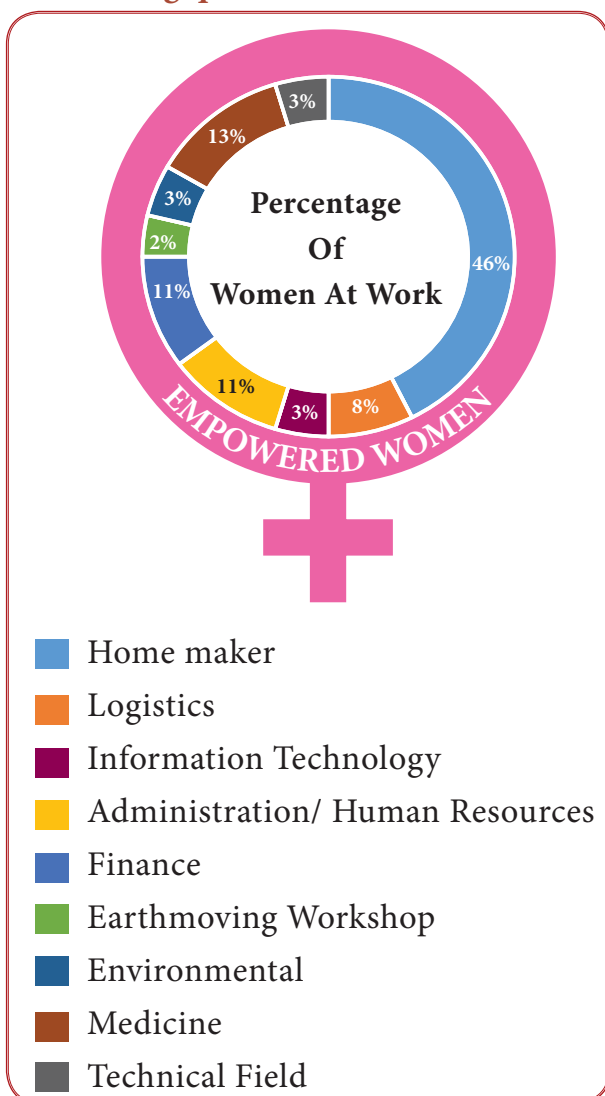 3%
13%
3%
2%
11%
11%
3%
8%
46%
Percentage
Of
Women At Work
EMPOWERED WOMEN
Home maker
Logistics
Information Technology
Administration/ Human Resources
Finance
Earthmoving Workshop
Environmental
Medicine
Technical Field